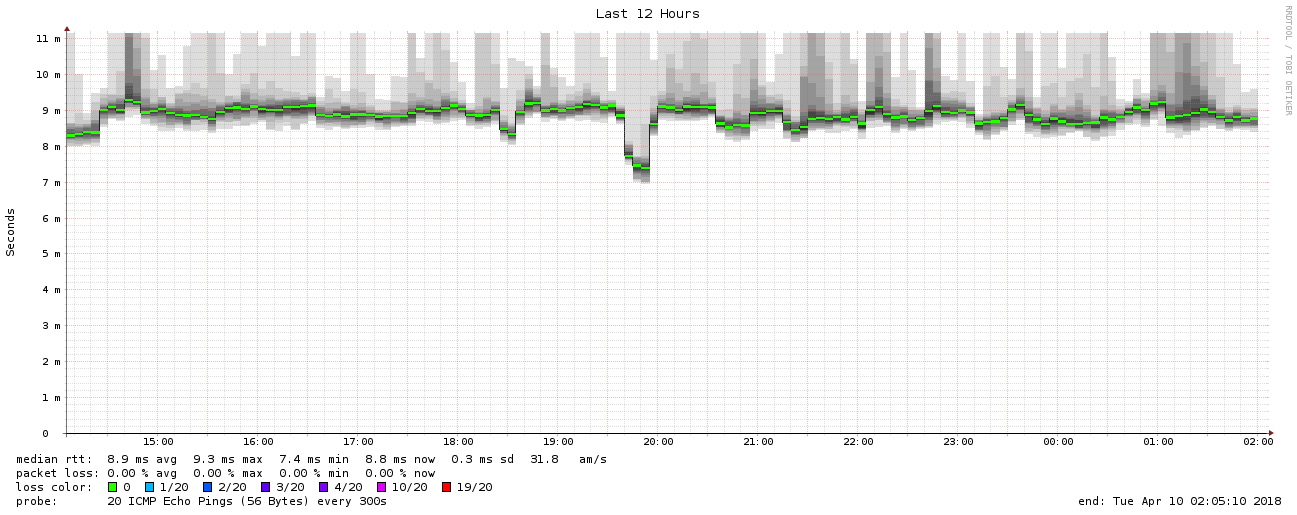 Last 12 Hours
RRDTOOL / TOBI OETIKER
Seconds
11 m
10 m
9 m
8 m
7 m
6 m
5 m
4 m
3 m
2 m
1 m
0
15:00 16:00 17:00 18:00 19:00 20:00 21:00 22:00 23:00 00:00 01:00 02:00
median rtt: 8.9 ms avg 9.3 ms max 7.4 ms min 8.8 ms now 0.3 ms sd 31.8 am/s
packet loss: 0.00 % avg 0.00 % max 0.00 % min 0.00 % now
loss color: 0 1/20 2/20 3/20 4/20 10/20 19/20
probe: 20 ICMP Echo Pings (56 Bytes) every 300s end: Tue Apr 10 02:05:10 2018